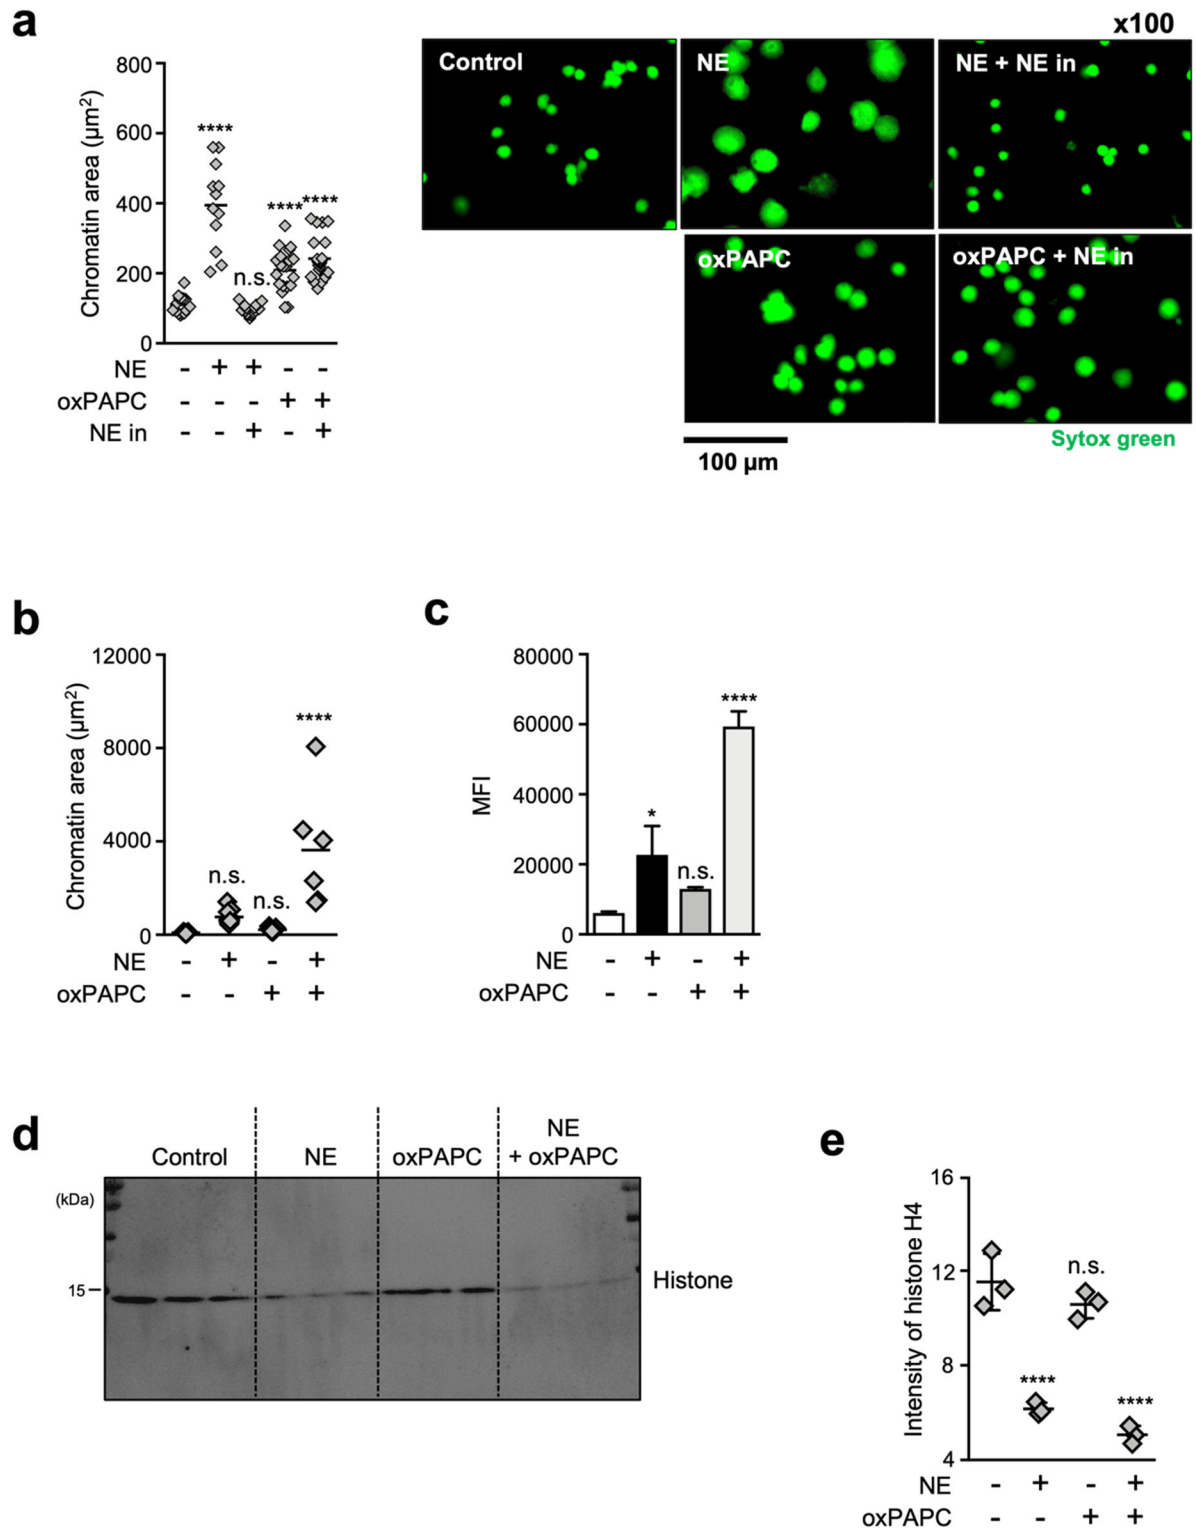 a
x100
800
600
400
200
0
Chromatin area (µm2)
****
n.s.
****
****
NE - + + - -
oxPAPC - - - + +
NE in - - + - +
Control
NE
NE + NE in
oxPAPC
oxPAPC + NE in
Sytox green
100 µm
b
12000
8000
4000
0
Chromatin area (µm2)
n.s.
n.s.
****
NE - + - +
oxPAPC - - + +
c
80000
60000
40000
20000
0
MFI
*
n.s.
****
NE - + - +
oxPAPC - - + +
d
Control
NE
oxPAPC
NE
+ oxPAPC
(kDa)
15
Histone
e
16
12
8
4
Intensity of histone H4
****
n.s.
****
NE - + - +
oxPAPC - - + +